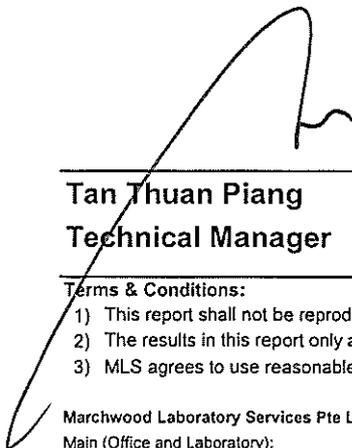 Tan Thuan Piang
Technical Manager
Terms & Conditions:
1) This report shall not be reprod
2) The results in this report only a
3) MLS agrees to use reasonable
Marchwood Laboratory Services Pte L
Main (Office and Laboratory):